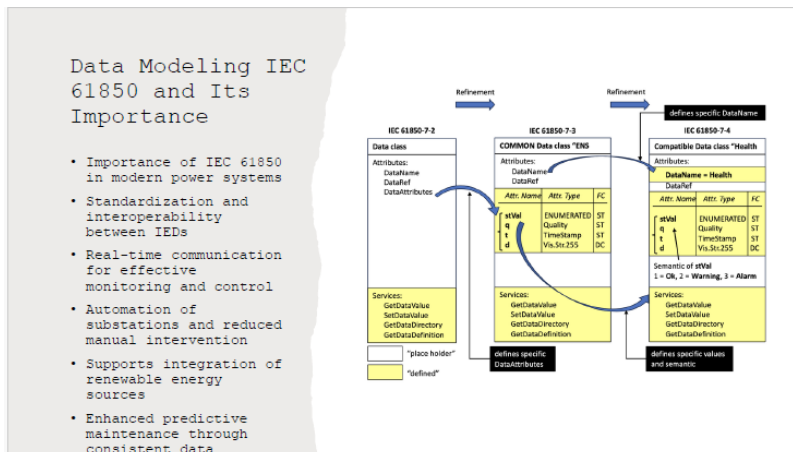 Data Modeling IEC
61850 and Its
Importance
• Importance of IEC 61850
in modern power systems
• Standardization and
interoperability
between IEDs
• Real-time communication
for effective
monitoring and control
• Automation of
substations and reduced
manual intervention
• Supports integration of
renewable energy
sources
• Enhanced predictive
maintenance through
consistent data
Refinement
Refinement
defines specific DataName
IEC 61850-7-2
Data class
Attributes:
DataName
DataRef
DataAttributes
Services:
GetDataValue
SetDataValue
GetDataDirectory
GetDataDefinition
IEC 61850-7-3
COMMON Data class "ENS
Attributes:
DataName
DataRef
Attr. Name Attr. Type FC
stVal ENUMERATED ST
q Quality ST
t TimeStamp ST
d Vis.Str.255 DC
Services:
GetDataValue
SetDataValue
GetDataDirectory
GetDataDefinition
IEC 61850-7-4
Compatible Data class "Health
Attributes:
DataName = Health
DataRef
Attr. Name Attr. Type FC
stVal ENUMERATED ST
q Quality ST
t TimeStamp ST
d Vis.Str.255 DC
Semantic of stVal
1 = Ok, 2 = Warning, 3 = Alarm
Services:
GetDataValue
SetDataValue
GetDataDirectory
GetDataDefinition
"place holder"
"defined"
defines specific
DataAttributes
defines specific values
and semantic